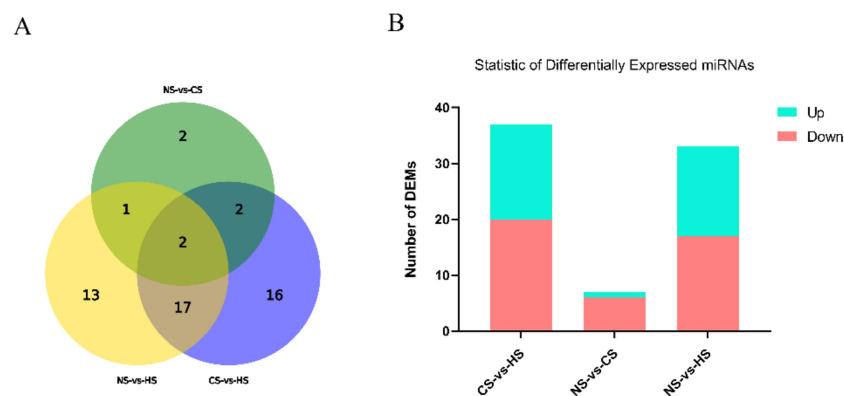 A
NS-vs-CS
2
1
2
2
13
17
16
NS-vs-HS
CS-vs-HS
B
Statistic of Differentially Expressed miRNAs
Number of DEMs
40
30
20
10
0
CS-vs-HS
NS-vs-CS
NS-vs-HS
Up
Down